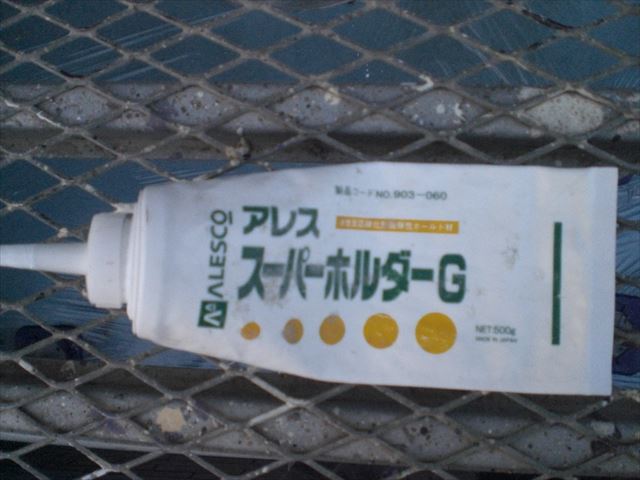 製品コードNO.903-060
アレス
スーパーホルダーG
ALESCO
NET:500g
MADE IN JAPAN